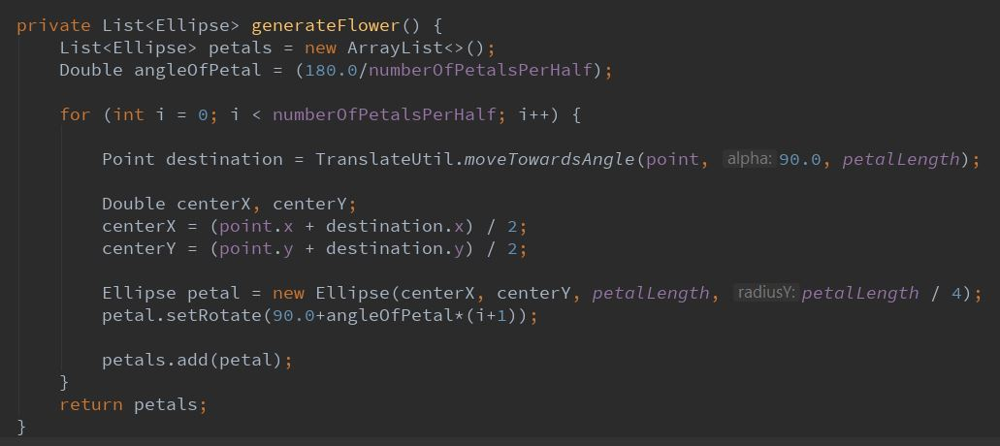 private List<Ellipse> generateFlower() {
    List<Ellipse> petals = new ArrayList<>();
    Double angleOfPetal = (180.0/numberOfPetalsPerHalf);
    for (int i = 0; i < numberOfPetalsPerHalf; i++) {
        Point destination = TranslateUtil.moveTowardsAngle(point, alpha: 90.0, petalLength);
        Double centerX, centerY;
        centerX = (point.x + destination.x) / 2;
        centerY = (point.y + destination.y) / 2;
        Ellipse petal = new Ellipse(centerX, centerY, petalLength, radiusY: petalLength / 4);
        petal.setRotate(90.0+angleOfPetal*(i+1));
        petals.add(petal);
    }
    return petals;
}